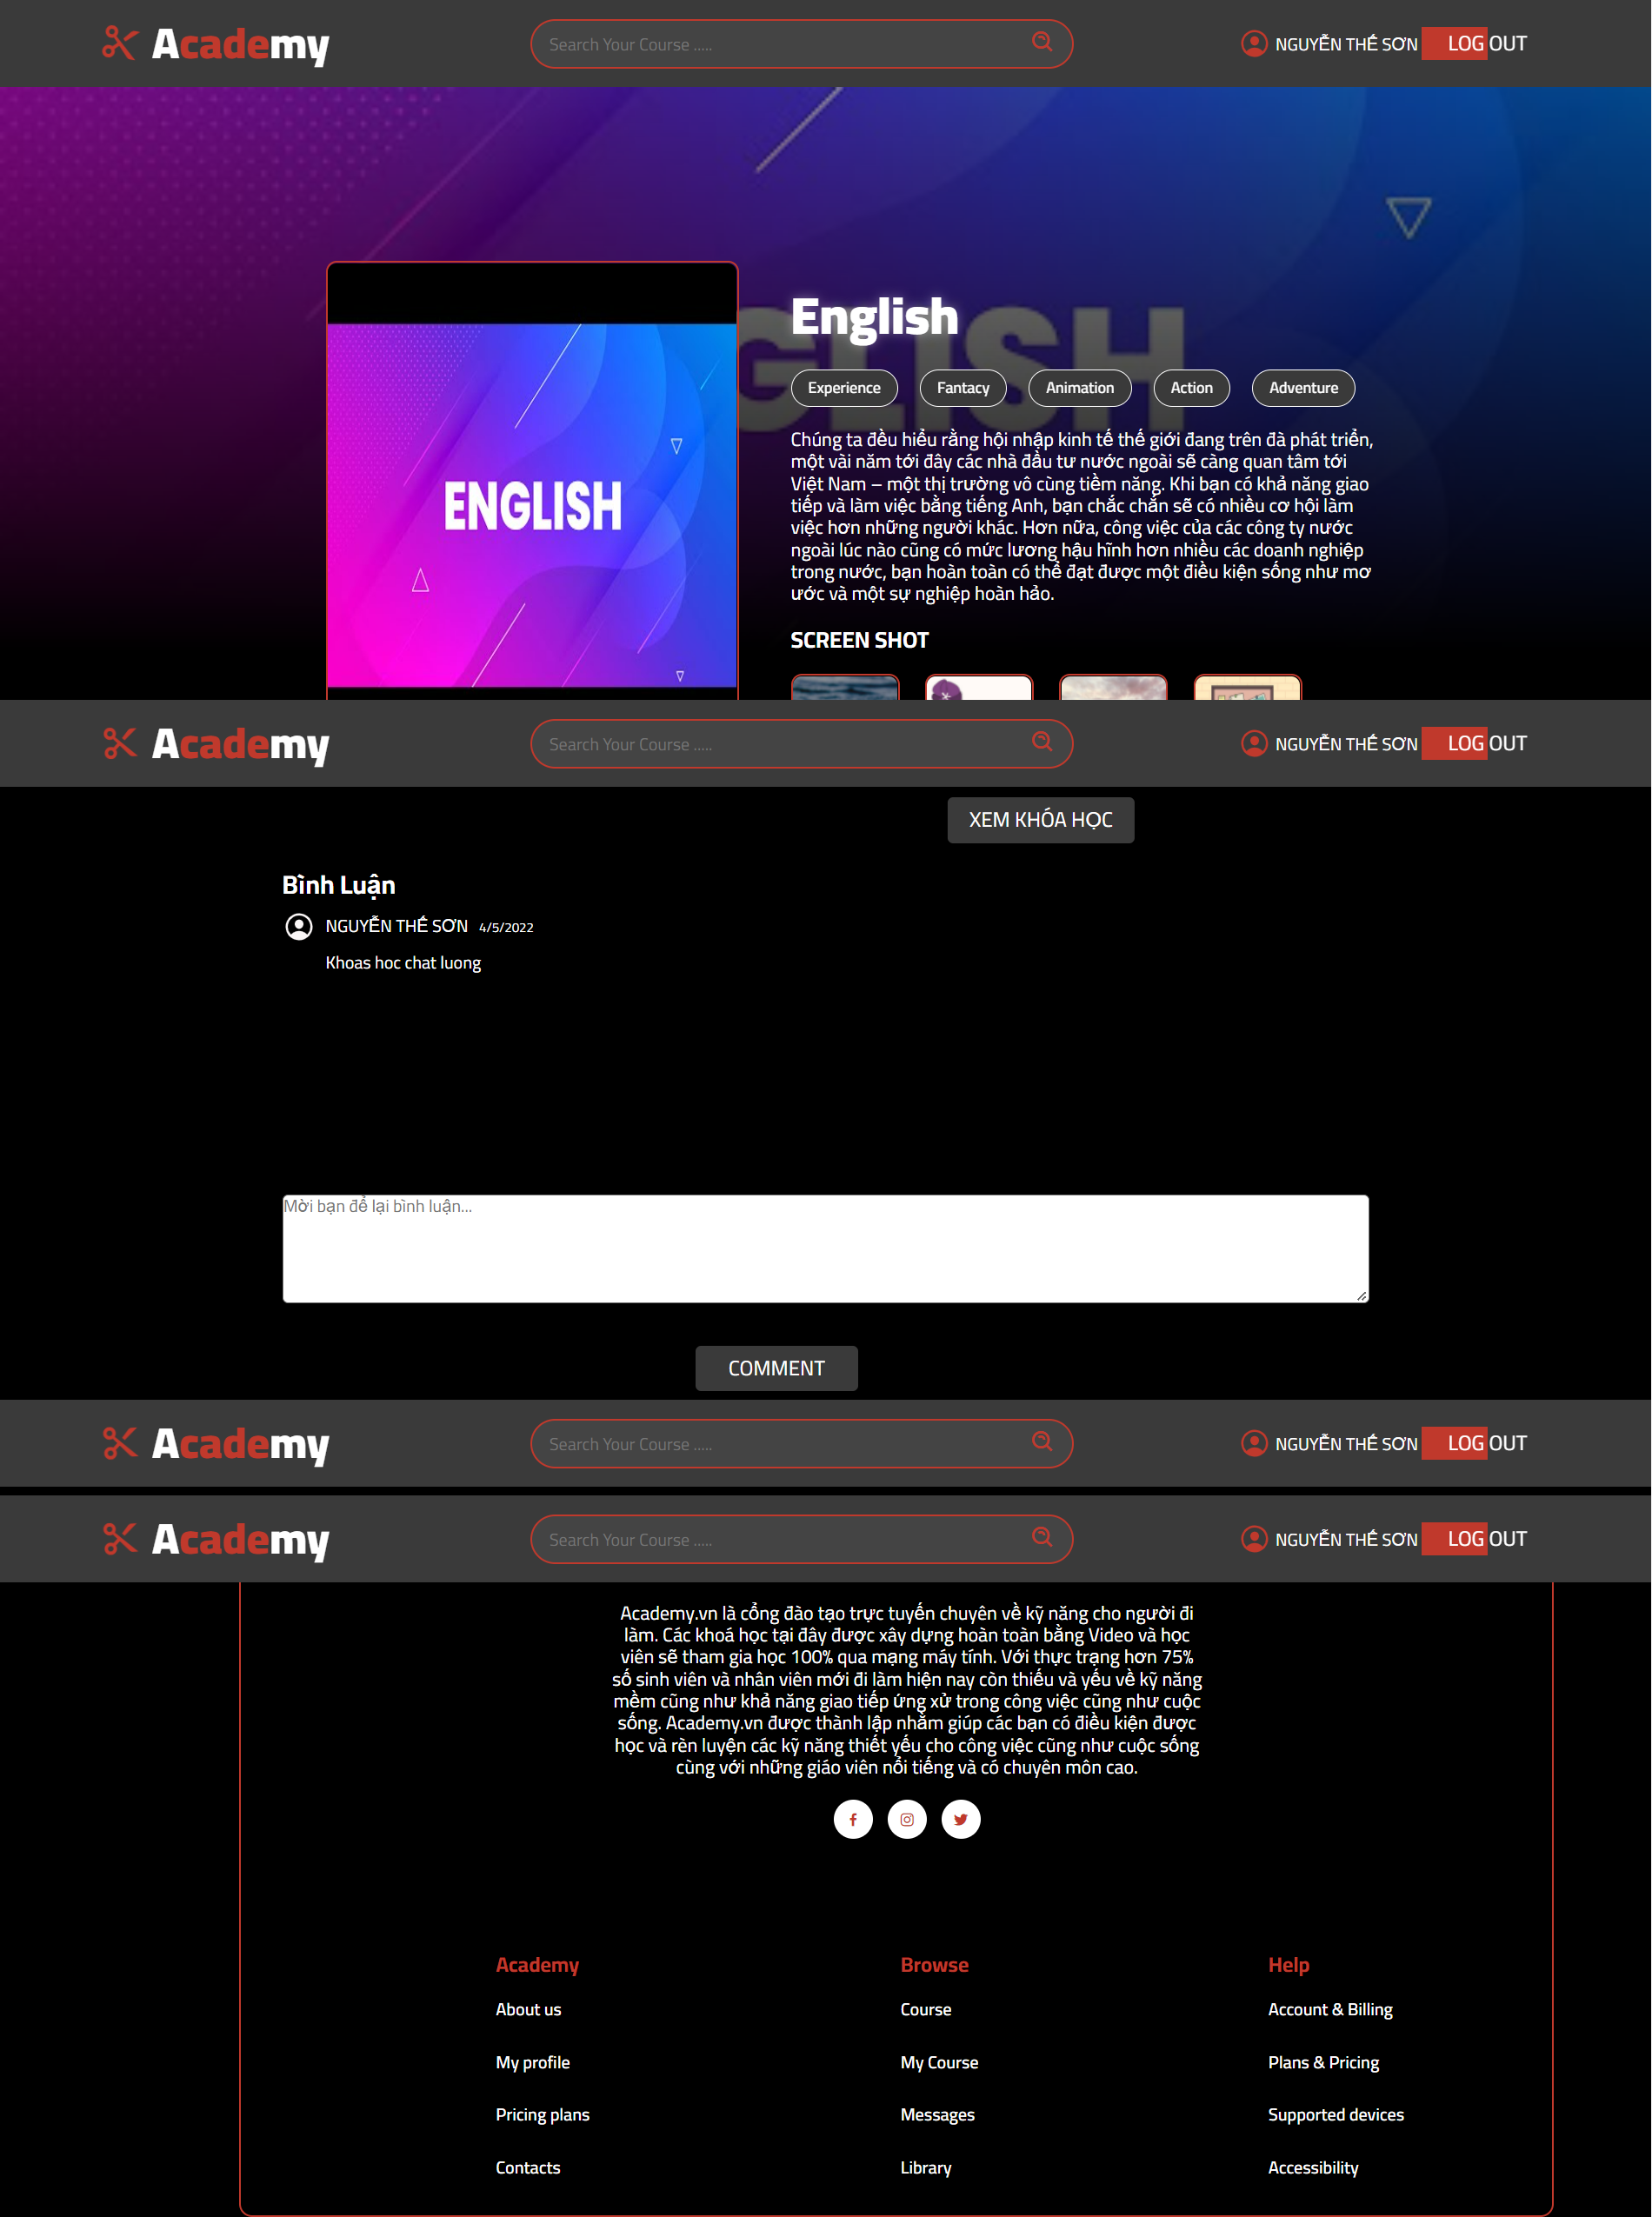 Academy
Search Your Course .....
NGUYỄN THẾ SƠN LOG OUT
GLISH
English
Experience Fantacy Animation Action Adventure
ENGLISH
Chúng ta đều hiểu rằng hội nhập kinh tế thế giới đang trên đà phát triển,
một vài năm tới đây các nhà đầu tư nước ngoài sẽ càng quan tâm tới
Việt Nam – một thị trường vô cùng tiềm năng. Khi bạn có khả năng giao
tiếp và làm việc bằng tiếng Anh, bạn chắc chắn sẽ có nhiều cơ hội làm
việc hơn những người khác. Hơn nữa, công việc của các công ty nước
ngoài lúc nào cũng có mức lương hậu hĩnh hơn nhiều các doanh nghiệp
trong nước, bạn hoàn toàn có thể đạt được một điều kiện sống như mơ
ước và một sự nghiệp hoàn hảo.
SCREEN SHOT
Academy
Search Your Course .....
NGUYỄN THẾ SƠN LOG OUT
XEM KHÓA HỌC
Bình Luận
NGUYỄN THẾ SƠN 4/5/2022
Khoas hoc chat luong
Mời bạn để lại bình luận...
COMMENT
Academy
Search Your Course .....
NGUYỄN THẾ SƠN LOG OUT
Academy
Search Your Course .....
NGUYỄN THẾ SƠN LOG OUT
Academy.vn là cổng đào tạo trực tuyến chuyên về kỹ năng cho người đi
làm. Các khoá học tại đây được xây dựng hoàn toàn bằng Video và học
viên sẽ tham gia học 100% qua mạng máy tính. Với thực trạng hơn 75%
số sinh viên và nhân viên mới đi làm hiện nay còn thiếu và yếu về kỹ năng
mềm cũng như khả năng giao tiếp ứng xử trong công việc cũng như cuộc
sống. Academy.vn được thành lập nhằm giúp các bạn có điều kiện được
học và rèn luyện các kỹ năng thiết yếu cho công việc cũng như cuộc sống
cùng với những giáo viên nổi tiếng và có chuyên môn cao.
Academy Browse Help
About us Course Account & Billing
My profile My Course Plans & Pricing
Pricing plans Messages Supported devices
Contacts Library Accessibility